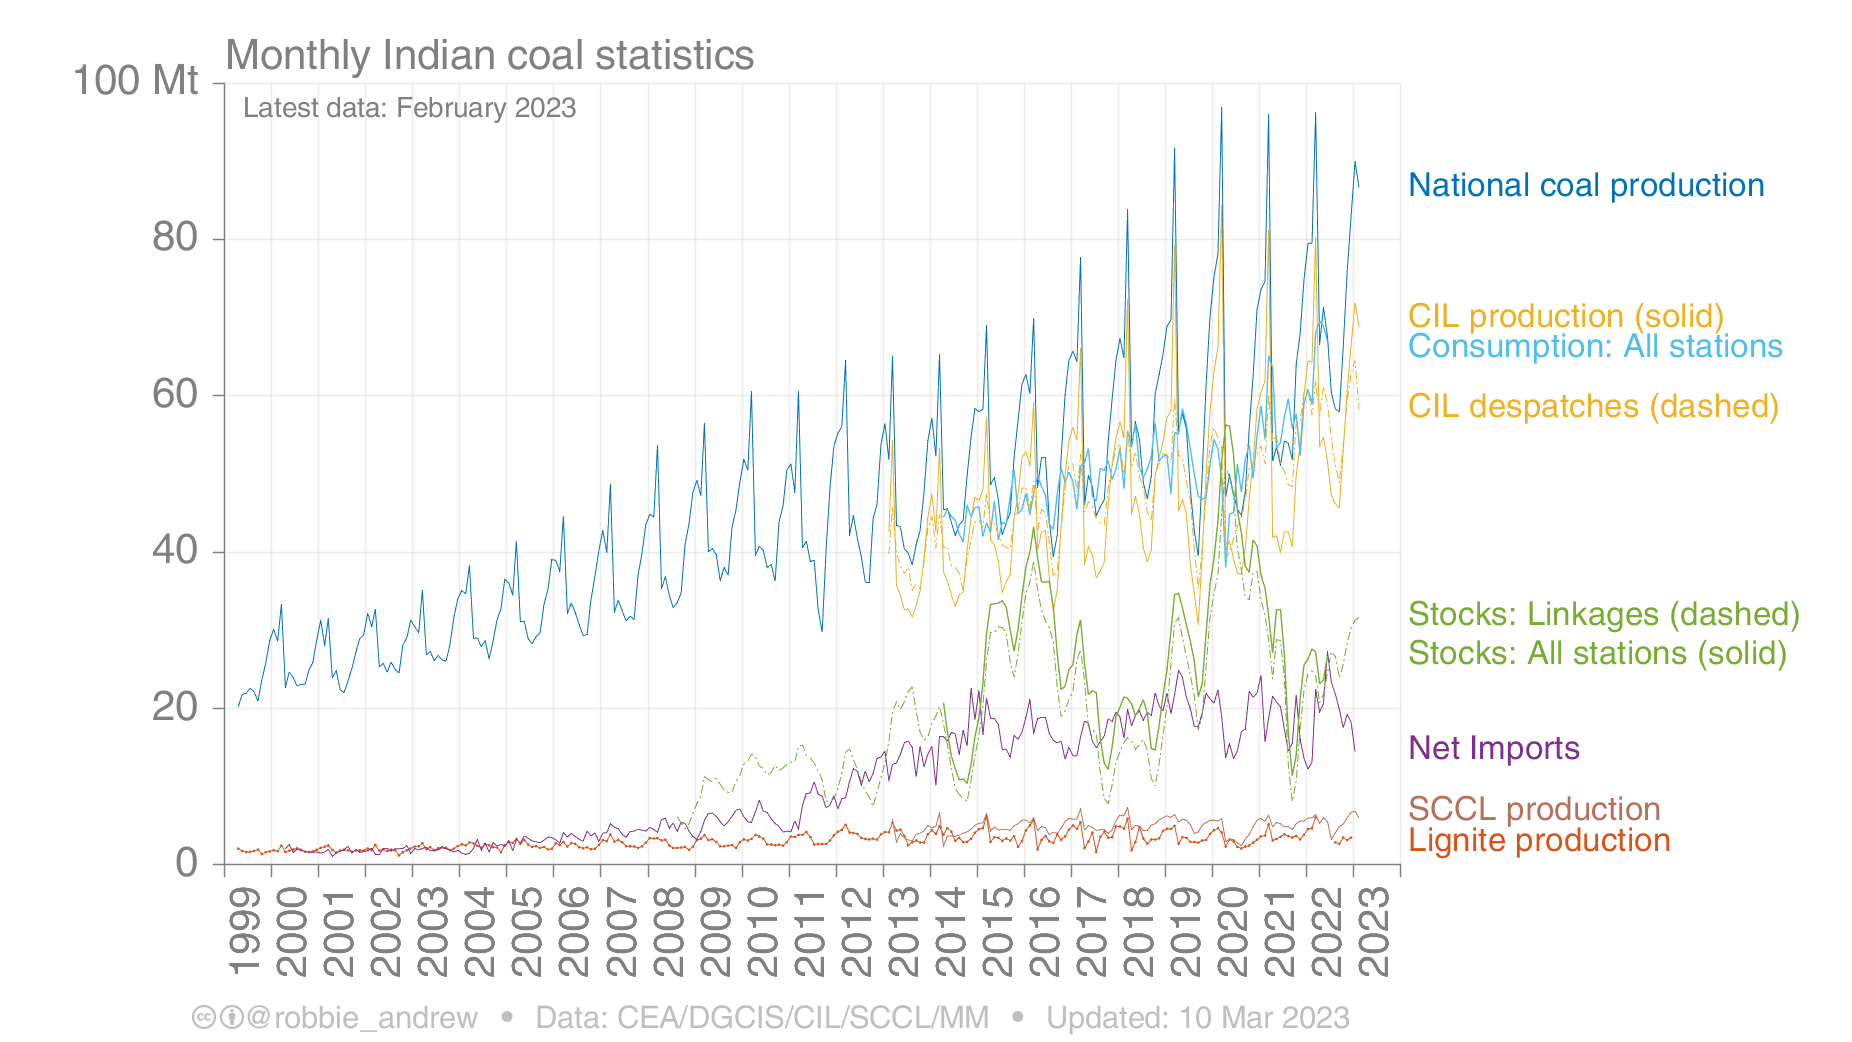 Monthly Indian coal statistics
100 Mt
Latest data: February 2023
80
60
40
20
0
National coal production
CIL production (solid)
Consumption: All stations
CIL despatches (dashed)
Stocks: Linkages (dashed)
Stocks: All stations (solid)
Net Imports
SCCL production
Lignite production
1999
2000
2001
2002
2003
2004
2005
2006
2007
2008
2009
2010
2011
2012
2013
2014
2015
2016
2017
2018
2019
2020
2021
2022
2023
@robbie_andrew • Data: CEA/DGCIS/CIL/SCCL/MM • Updated: 10 Mar 2023